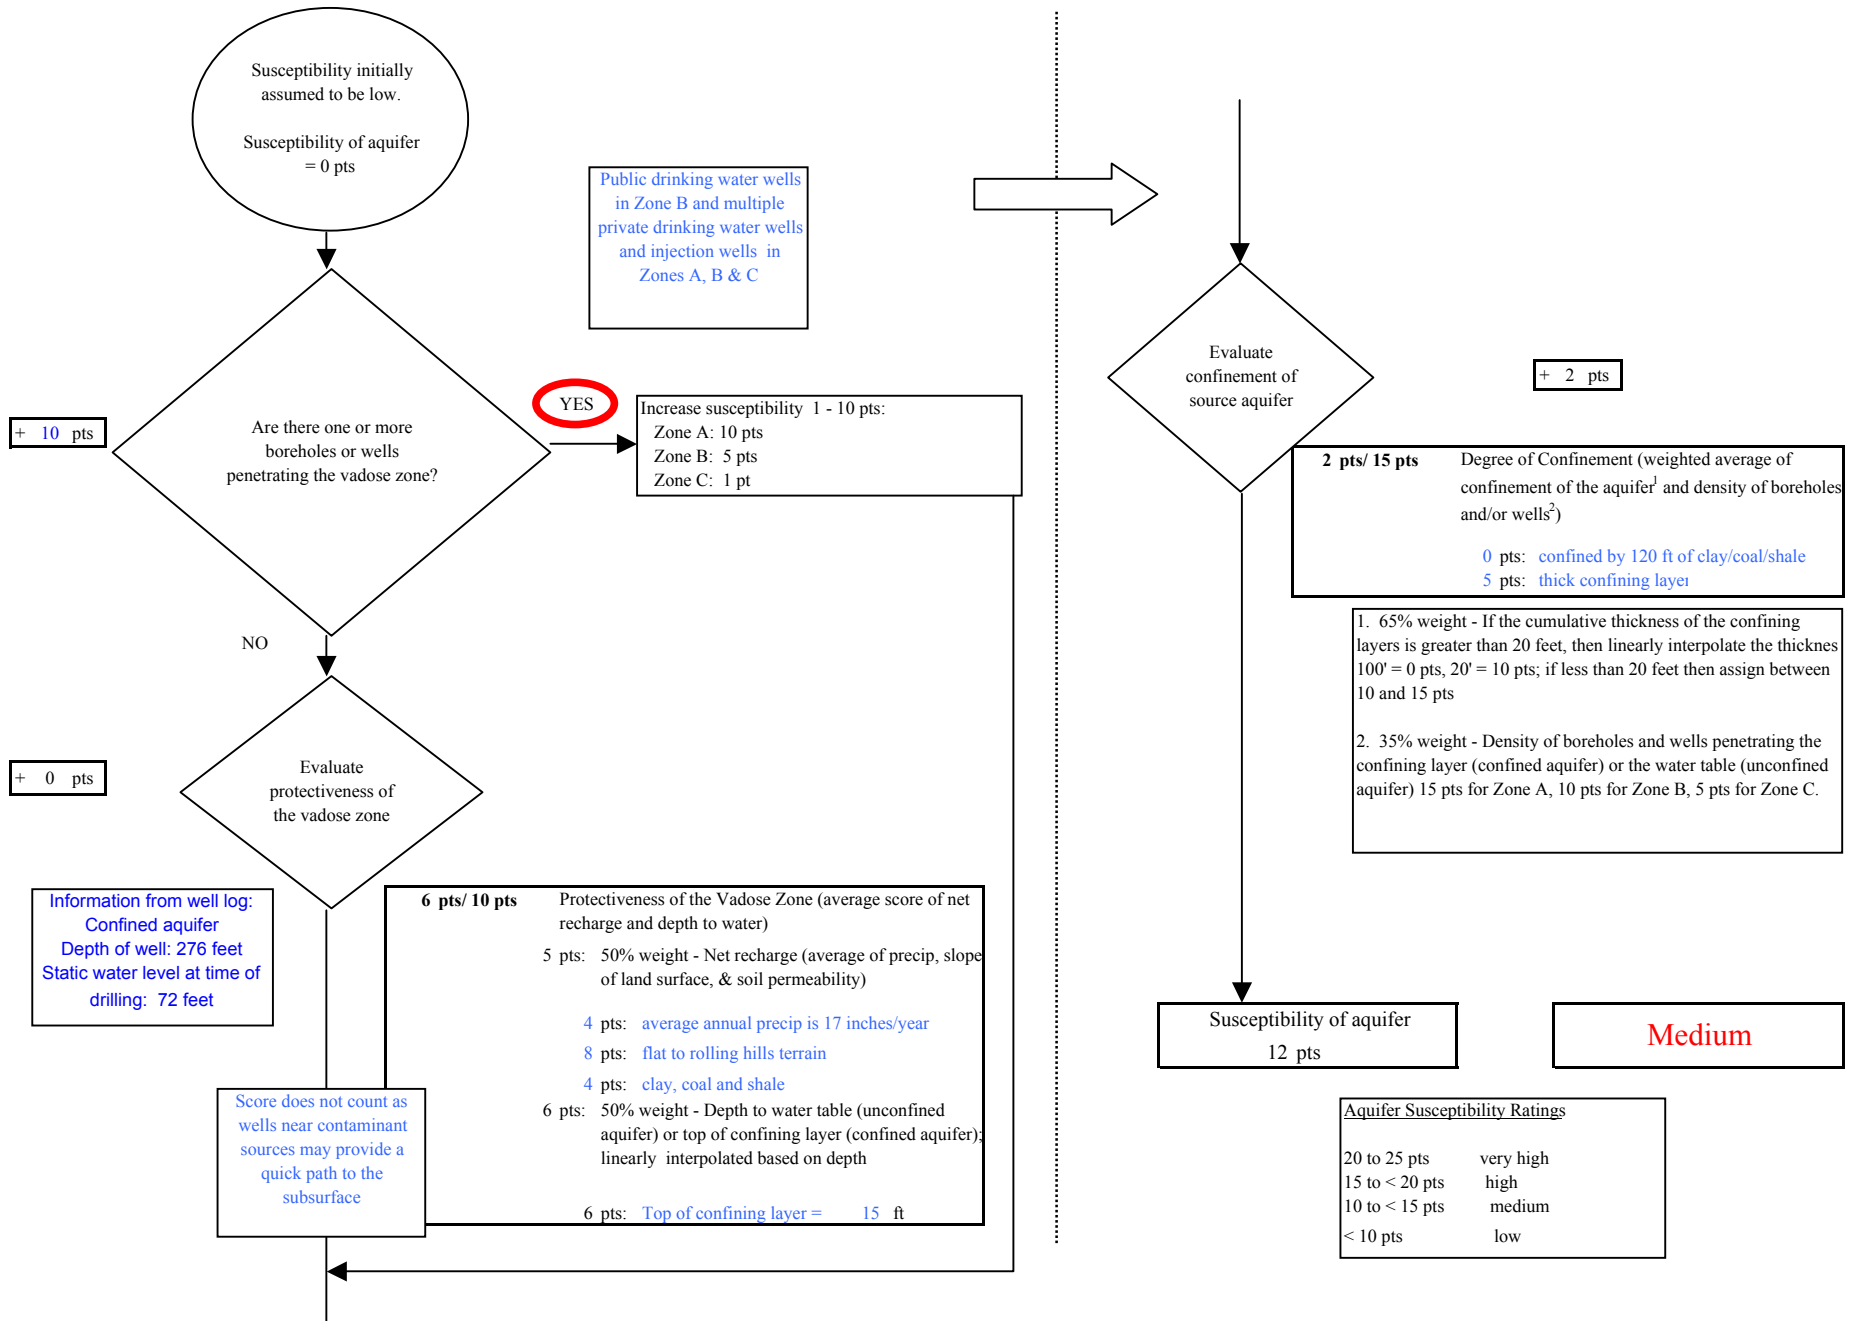 Susceptibility initially
assumed to be low.
Susceptibility of aquifer
= 0 pts
Public drinking water wells
in Zone B and multiple
private drinking water wells
and injection wells in
Zones A, B & C
+ 10 pts
Are there one or more
boreholes or wells
penetrating the vadose zone?
YES
Increase susceptibility 1 - 10 pts:
Zone A: 10 pts
Zone B: 5 pts
Zone C: 1 pt
NO
+ 0 pts
Evaluate
protectiveness of
the vadose zone
Information from well log:
Confined aquifer
Depth of well: 276 feet
Static water level at time of
drilling: 72 feet
6 pts/ 10 pts Protectiveness of the Vadose Zone (average score of net
recharge and depth to water)
5 pts: 50% weight - Net recharge (average of precip, slope
of land surface, & soil permeability)
4 pts: average annual precip is 17 inches/year
8 pts: flat to rolling hills terrain
4 pts: clay, coal and shale
6 pts: 50% weight - Depth to water table (unconfined
aquifer) or top of confining layer (confined aquifer);
linearly interpolated based on depth
6 pts: Top of confining layer = 15 ft
Score does not count as
wells near contaminant
sources may provide a
quick path to the
subsurface
Evaluate
confinement of
source aquifer
+ 2 pts
2 pts/ 15 pts Degree of Confinement (weighted average of
confinement of the aquifer1 and density of boreholes
and/or wells2)
0 pts: confined by 120 ft of clay/coal/shale
5 pts: thick confining layer
1. 65% weight - If the cumulative thickness of the confining
layers is greater than 20 feet, then linearly interpolate the thicknes
100' = 0 pts, 20' = 10 pts; if less than 20 feet then assign between
10 and 15 pts
2. 35% weight - Density of boreholes and wells penetrating the
confining layer (confined aquifer) or the water table (unconfined
aquifer) 15 pts for Zone A, 10 pts for Zone B, 5 pts for Zone C.
Susceptibility of aquifer
12 pts
Medium
Aquifer Susceptibility Ratings
20 to 25 pts very high
15 to < 20 pts high
10 to < 15 pts medium
< 10 pts low